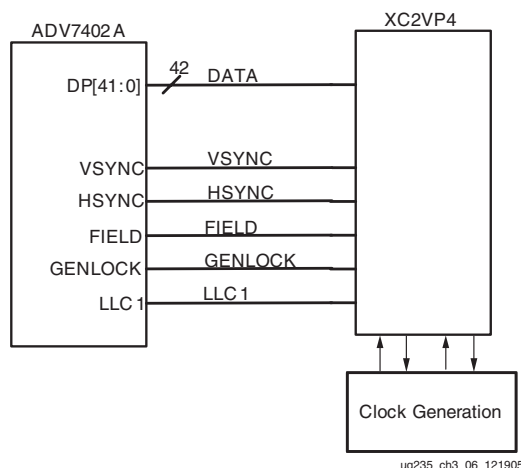 ADV7402A
XC2VP4
DP[41:0]
42
DATA
VSYNC
VSYNC
HSYNC
HSYNC
FIELD
FIELD
GENLOCK
GENLOCK
LLC1
LLC1
Clock Generation
ug235_ch3_06_121905